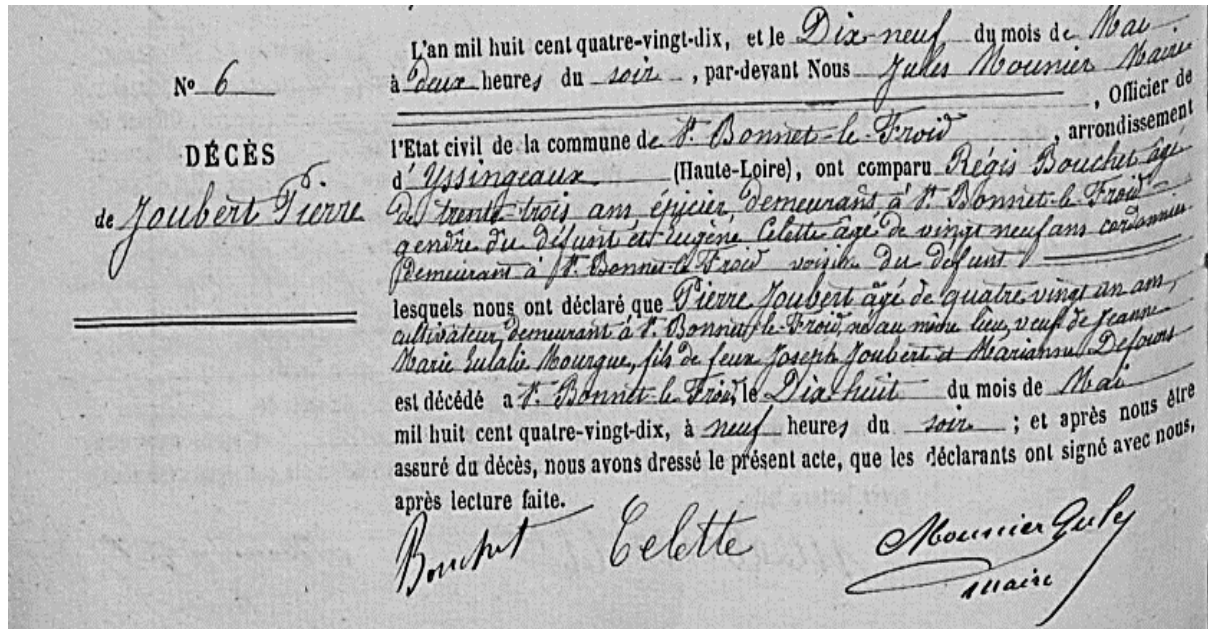 N° 6
DÉCÈS
de Joubert Pierre
L'an mil huit cent quatre-vingt-dix, et le Dix-neuf du mois de Mai
à deux heures du soir, par-devant Nous Jules Mounier Maire
, Officier de
l'Etat civil de la commune de St Bonnet-le-Froid, arrondissement
d'Yssingeaux (Haute-Loire), ont comparu Régis Bouchet âgé
de trente-trois ans épicier, demeurant à St Bonnet-le-Froid
gendre du défunt et Eugène Celette âgé de vingt neuf ans cordonnier
demeurant à St Bonnet-le-Froid voisin du défunt
lesquels nous ont déclaré que Pierre Joubert âgé de quatre vingt un ans,
cultivateur, demeurant à St Bonnet-le-Froid, né au même lieu, veuf de Jeanne
Marie Eulalie Mourgue, fils de feux Joseph Joubert et Marianne Defours
est décédé a St Bonnet-le-Froid, le Dix huit du mois de Mai
mil huit cent quatre-vingt-dix, à neuf heures du soir ; et après nous être
assuré du décès, nous avons dressé le présent acte, que les déclarants ont signé avec nous,
après lecture faite.
Bouchet Celette Mounier Jules
maire